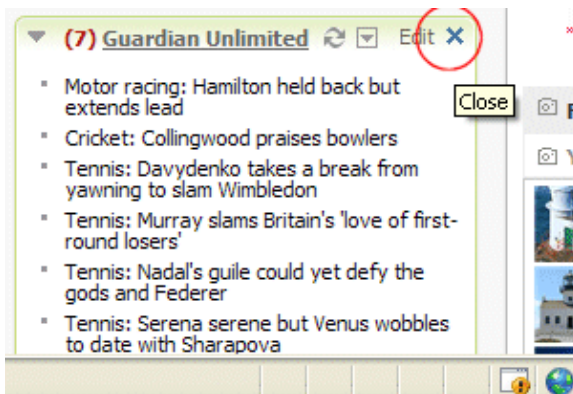 (7) Guardian Unlimited Edit
Close
Motor racing: Hamilton held back but
extends lead
Cricket: Collingwood praises bowlers
Tennis: Davydenko takes a break from
yawning to slam Wimbledon
Tennis: Murray slams Britain's 'love of first-
round losers'
Tennis: Nadal's guile could yet defy the
gods and Federer
Tennis: Serena serene but Venus wobbles
to date with Sharapova